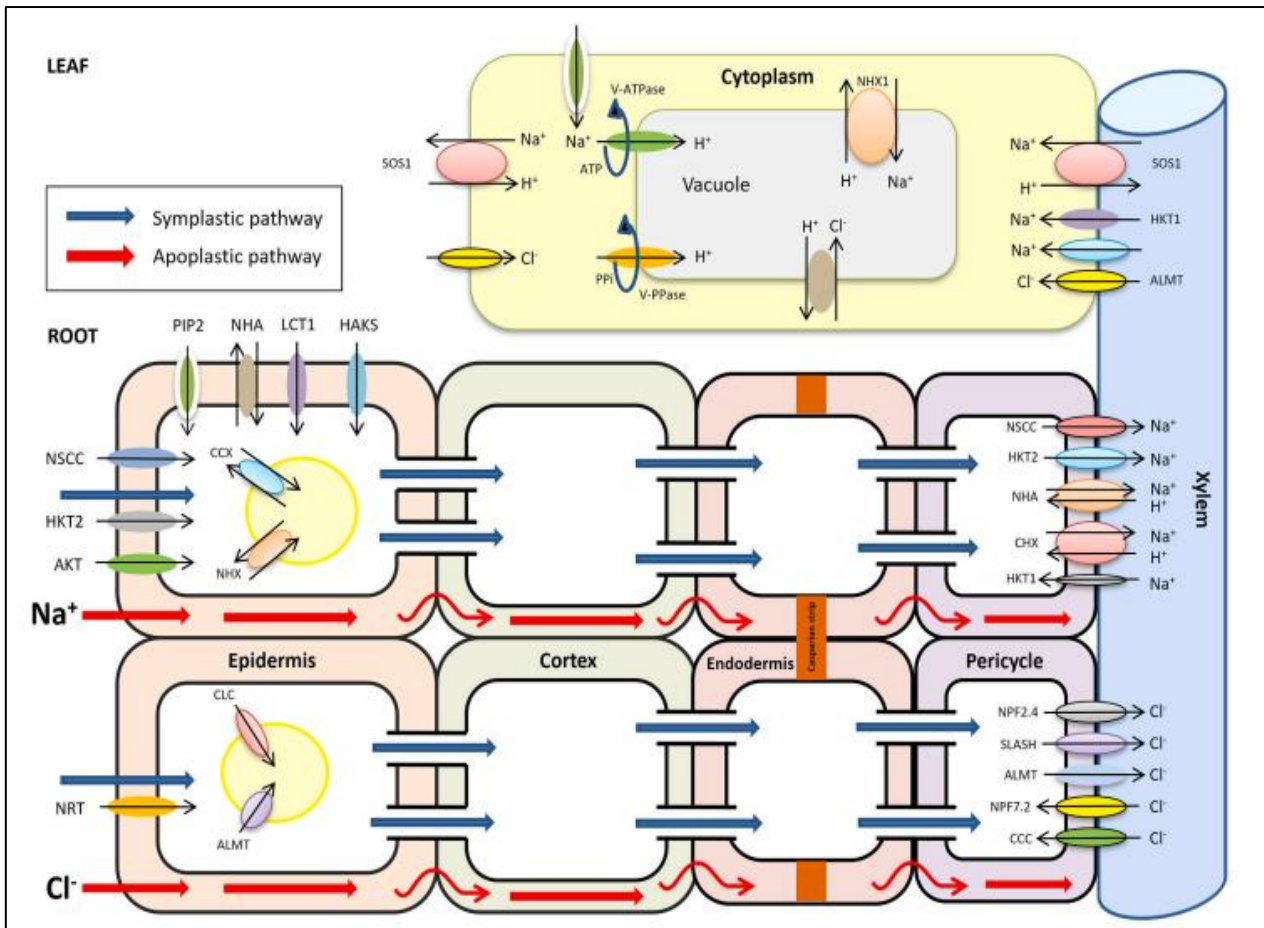 LEAF
Cytoplasm
V-ATPase
NHX1
Na⁺
SOS1
H⁺
Na⁺
ATP
H⁺
Vacuole
H⁺
Na⁺
Na⁺
SOS1
H⁺
Na⁺
HKT1
Na⁺
Cl⁻
ALMT
Cl⁻
PPi
H⁺
V-PPase
H⁺
Cl⁻
Symplastic pathway
Apoplastic pathway
ROOT
PIP2
NHA
LCT1
HAKS
NSCC
HKT2
AKT
CCX
NHX
Na⁺
NSCC
Na⁺
HKT2
Na⁺
NHA
Na⁺
H⁺
CHX
Na⁺
H⁺
HKT1
Na⁺
Xylem
Epidermis
Cortex
Endodermis
Casparian strip
Pericycle
CLC
NRT
ALMT
Cl⁻
NPF2.4
Cl⁻
SLASH
Cl⁻
ALMT
Cl⁻
NPF7.2
Cl⁻
CCC
Cl⁻